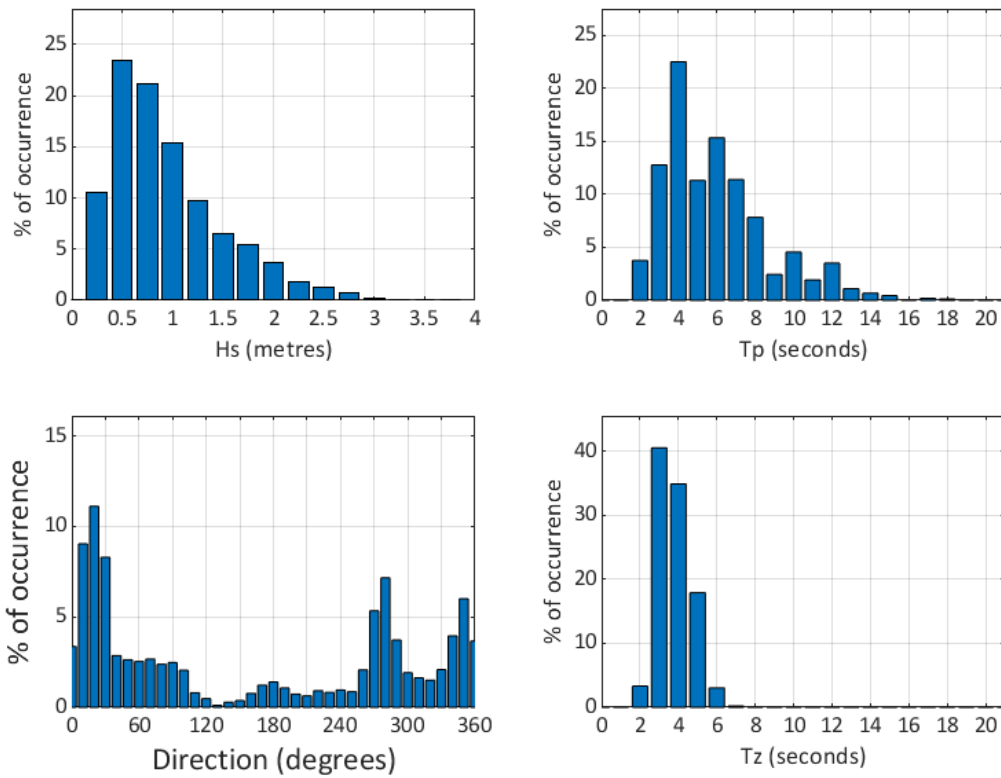 % of occurrence
25
20
15
10
5
0
0 0.5 1 1.5 2 2.5 3 3.5 4
Hs (metres)
% of occurrence
25
20
15
10
5
0
0 2 4 6 8 10 12 14 16 18 20
Tp (seconds)
% of occurrence
15
10
5
0
0 60 120 180 240 300 360
Direction (degrees)
% of occurrence
40
30
20
10
0
0 2 4 6 8 10 12 14 16 18 20
Tz (seconds)